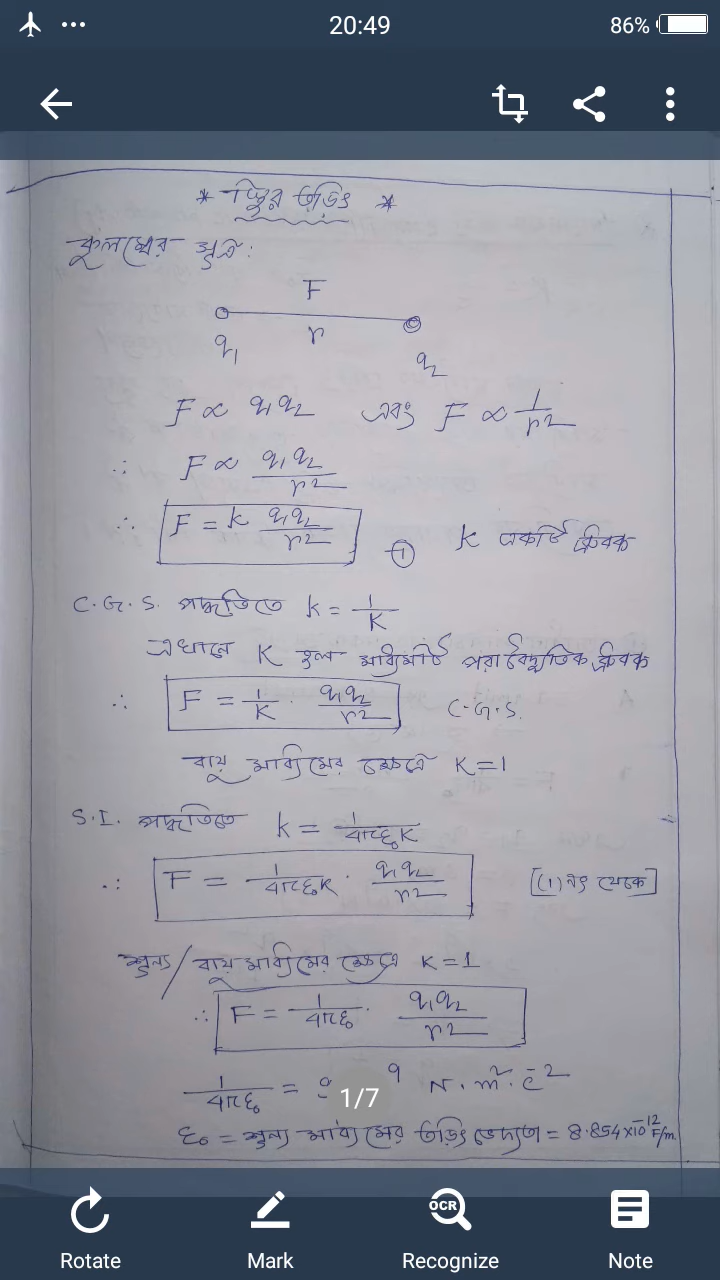 20:49
86%
* স্থির তড়িৎ *
কুলম্বের সূত্র:
F
r
q₁
q₂
F ∝ q₁q₂ এবং F ∝ 1/r²
∴ F ∝ q₁q₂/r²
∴ F = k q₁q₂/r² ① k একটি ধ্রুবক
C.G.S. পদ্ধতিতে k = 1/K
এখানে K হল মাধ্যমটির পরাবৈদ্যুতিক ধ্রুবক
∴ F = 1/K · q₁q₂/r² C.G.S.
বায়ু মাধ্যমের ক্ষেত্রে K=1
S.I. পদ্ধতিতে k = 1/4πε₀K
∴ F = 1/4πε₀K · q₁q₂/r² [(1) নং থেকে]
শূন্য/বায়ু মাধ্যমের ক্ষেত্রে K=1
∴ F = 1/4πε₀ · q₁q₂/r²
1/4πε₀ = 9 N.m².c⁻²
1/7
ε₀ = শূন্য মাধ্যমের তড়িৎভেদ্যতা = 8.854×10⁻¹² F/m
Rotate
Mark
OCR
Recognize
Note